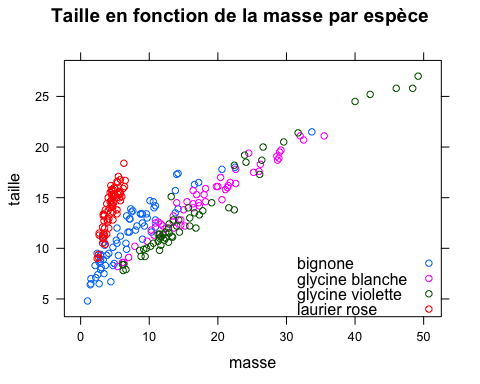 Taille en fonction de la masse par espèce
25
20
15
10
5
taille
bignone
glycine blanche
glycine violette
laurier rose
0 10 20 30 40 50
masse